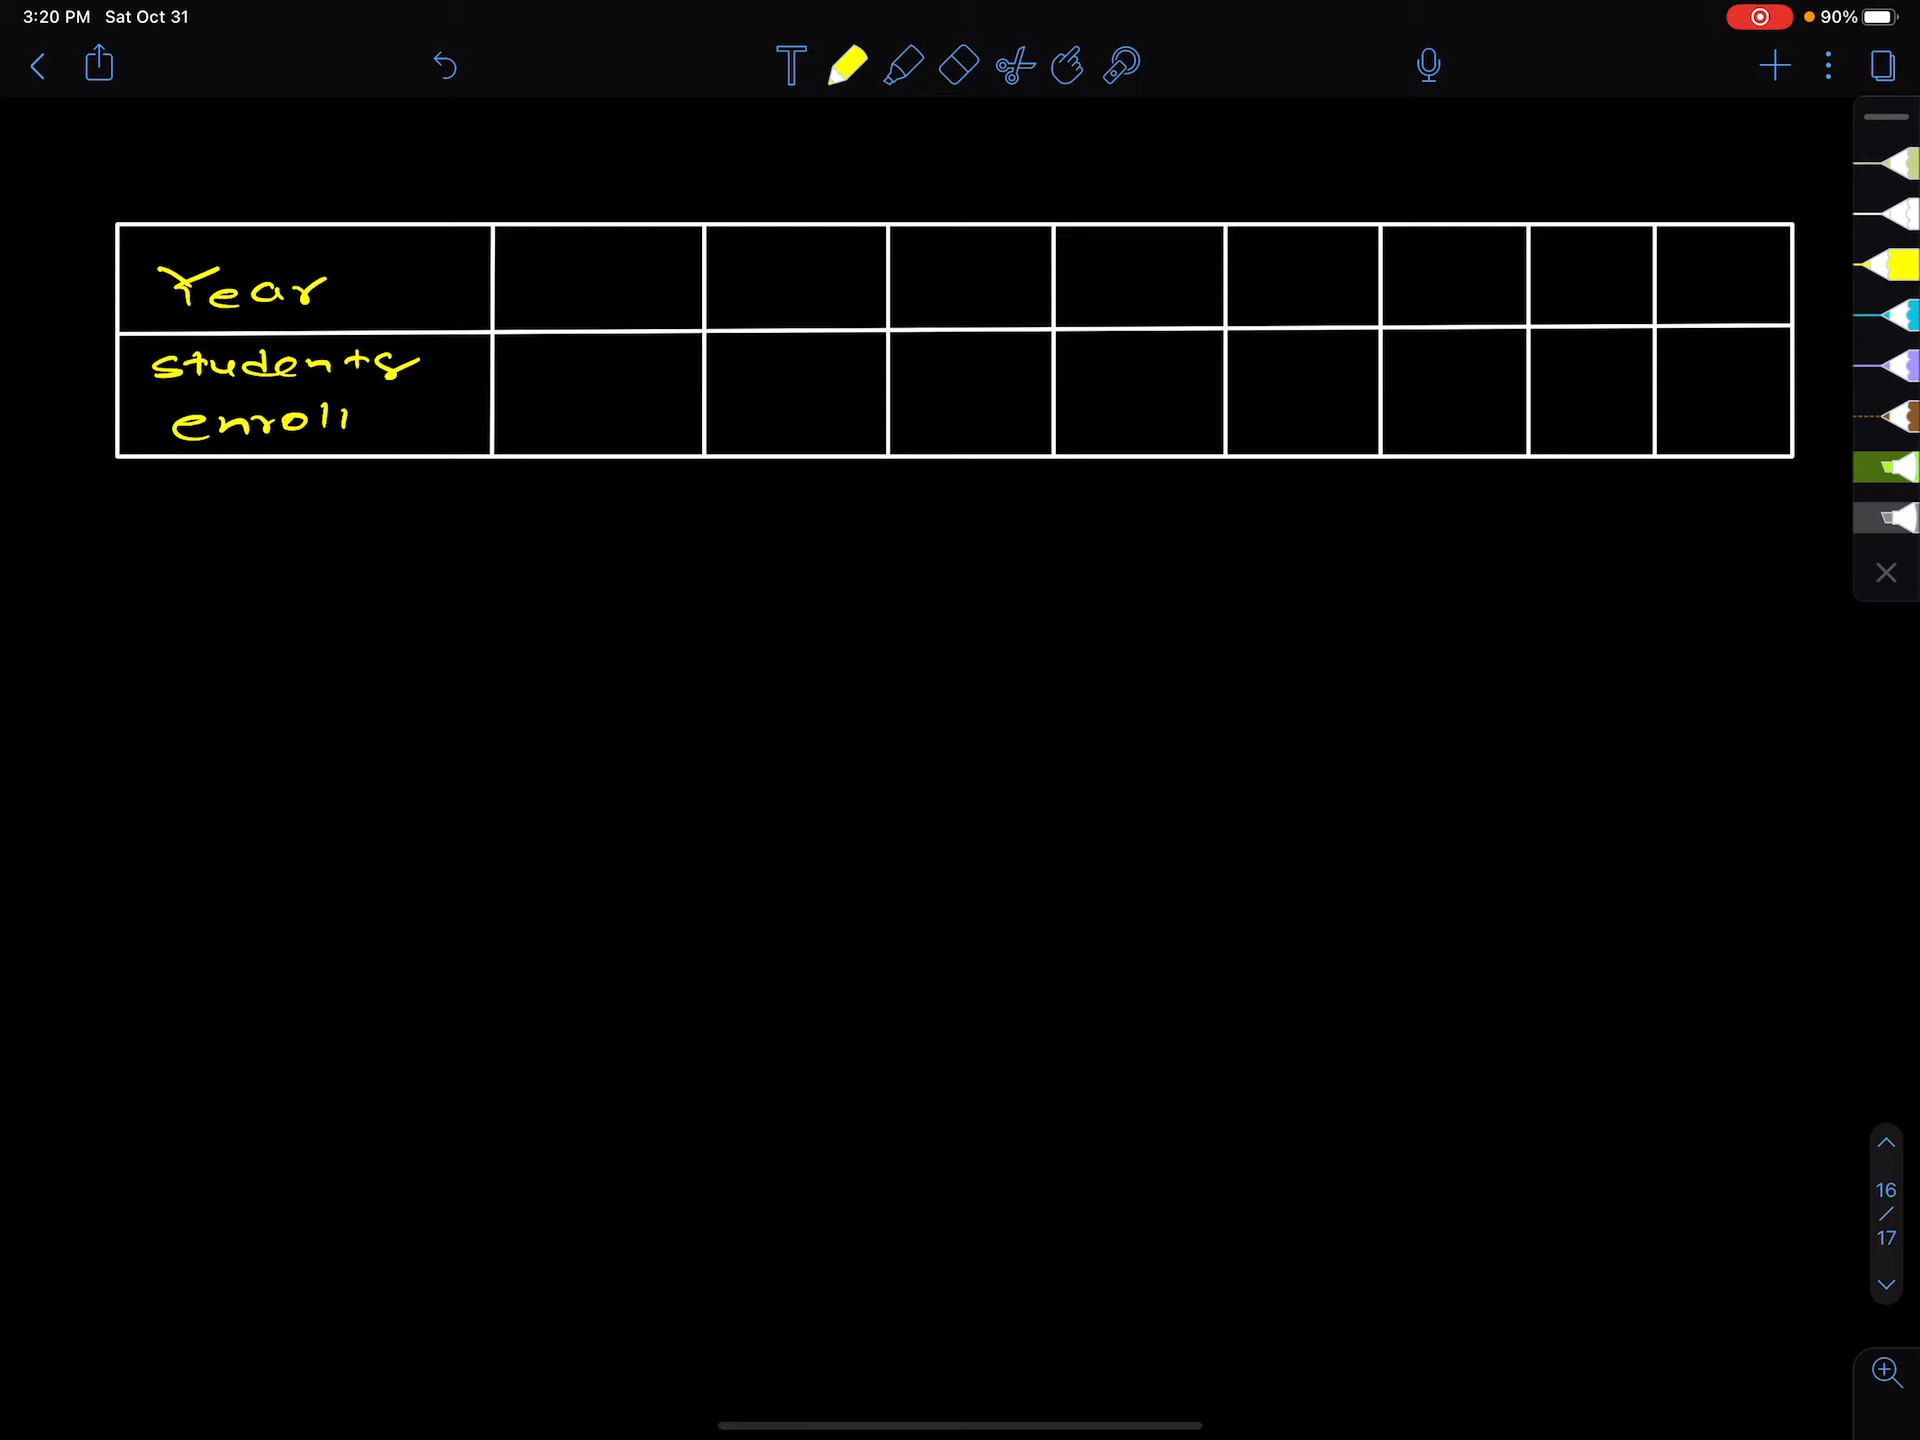 3:20 PM Sat Oct 31
90%
T
Year
students
enroll
16
/
17